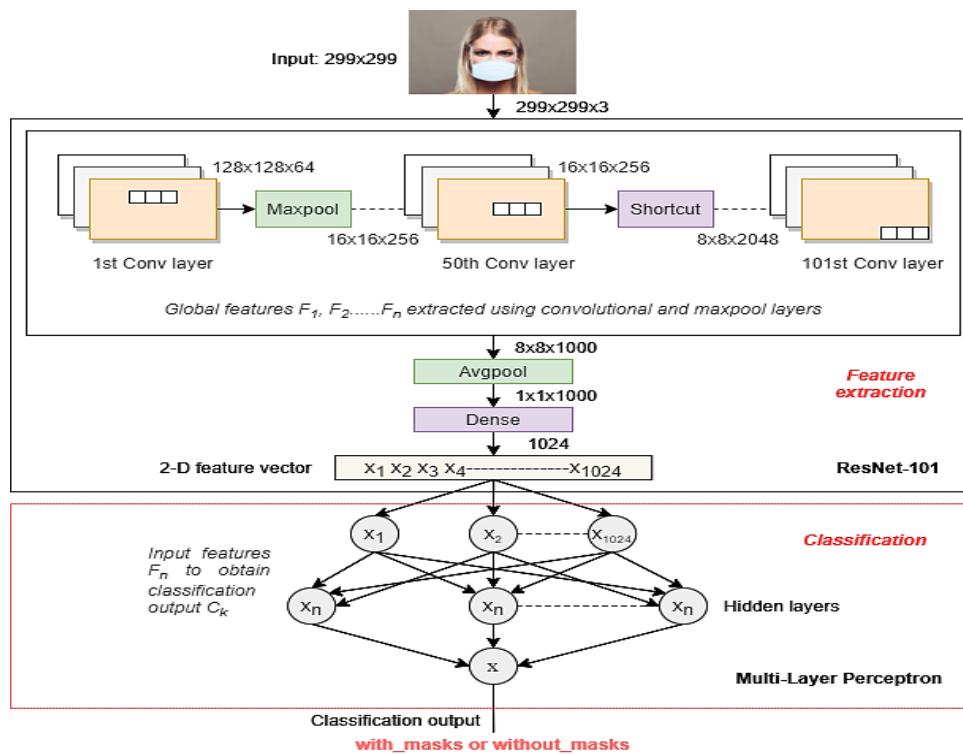 Input: 299x299
299x299x3
128x128x64
16x16x256
Maxpool
Shortcut
16x16x256
8x8x2048
1st Conv layer
50th Conv layer
101st Conv layer
Global features F1, F2......Fn extracted using convolutional and maxpool layers
8x8x1000
Avgpool
Feature
extraction
1x1x1000
Dense
1024
2-D feature vector
x1 x2 x3 x4---------------x1024
ResNet-101
x1
x2
x1024
Classification
Input features
Fn to obtain
classification
output Ck
xn
xn
xn
Hidden layers
x
Multi-Layer Perceptron
Classification output
with_masks or without_masks